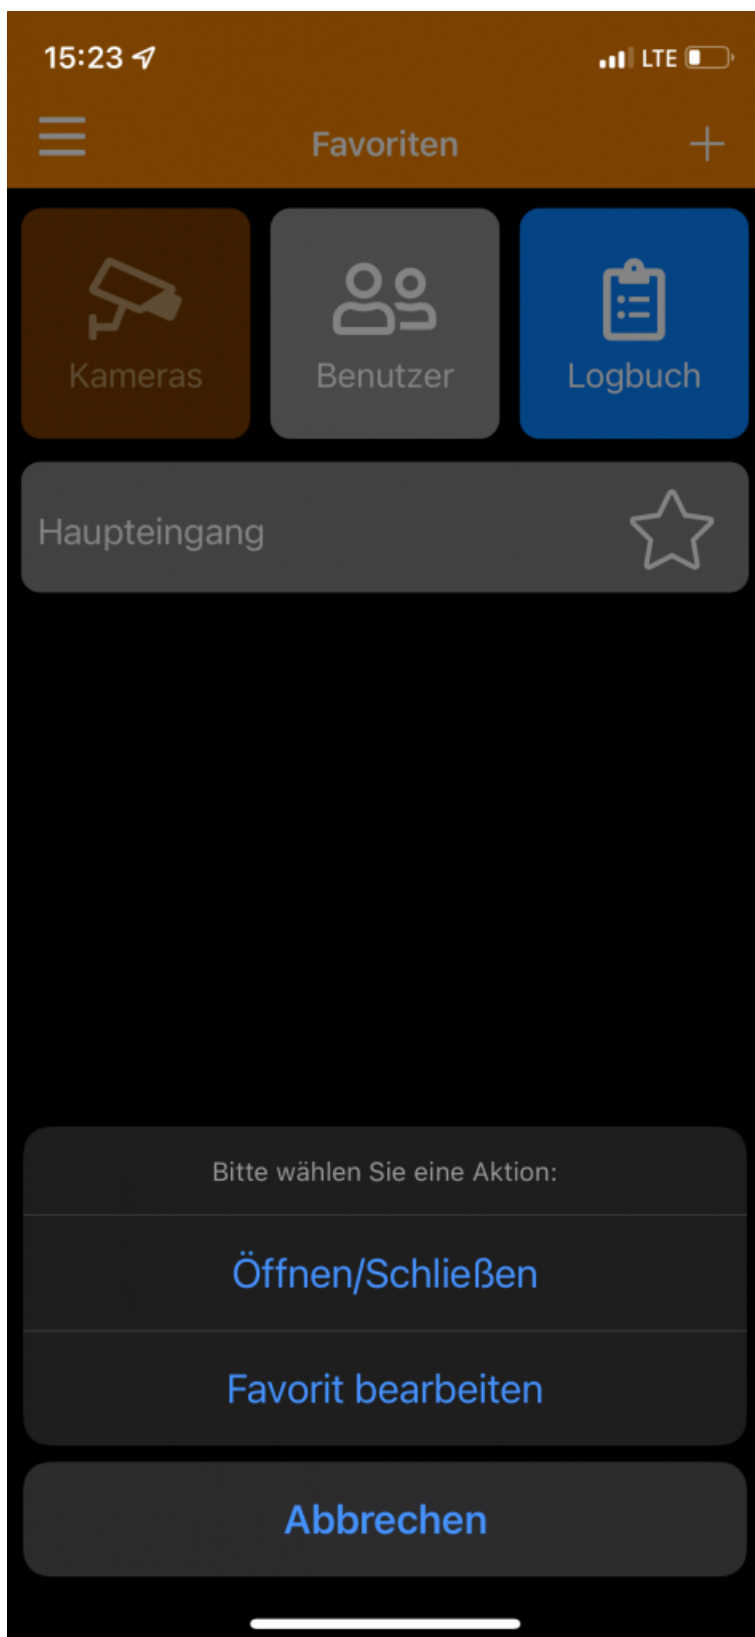 15:23 LTE
Favoriten
Kameras Benutzer Logbuch
Haupteingang
Bitte wählen Sie eine Aktion:
Öffnen/Schließen
Favorit bearbeiten
Abbrechen